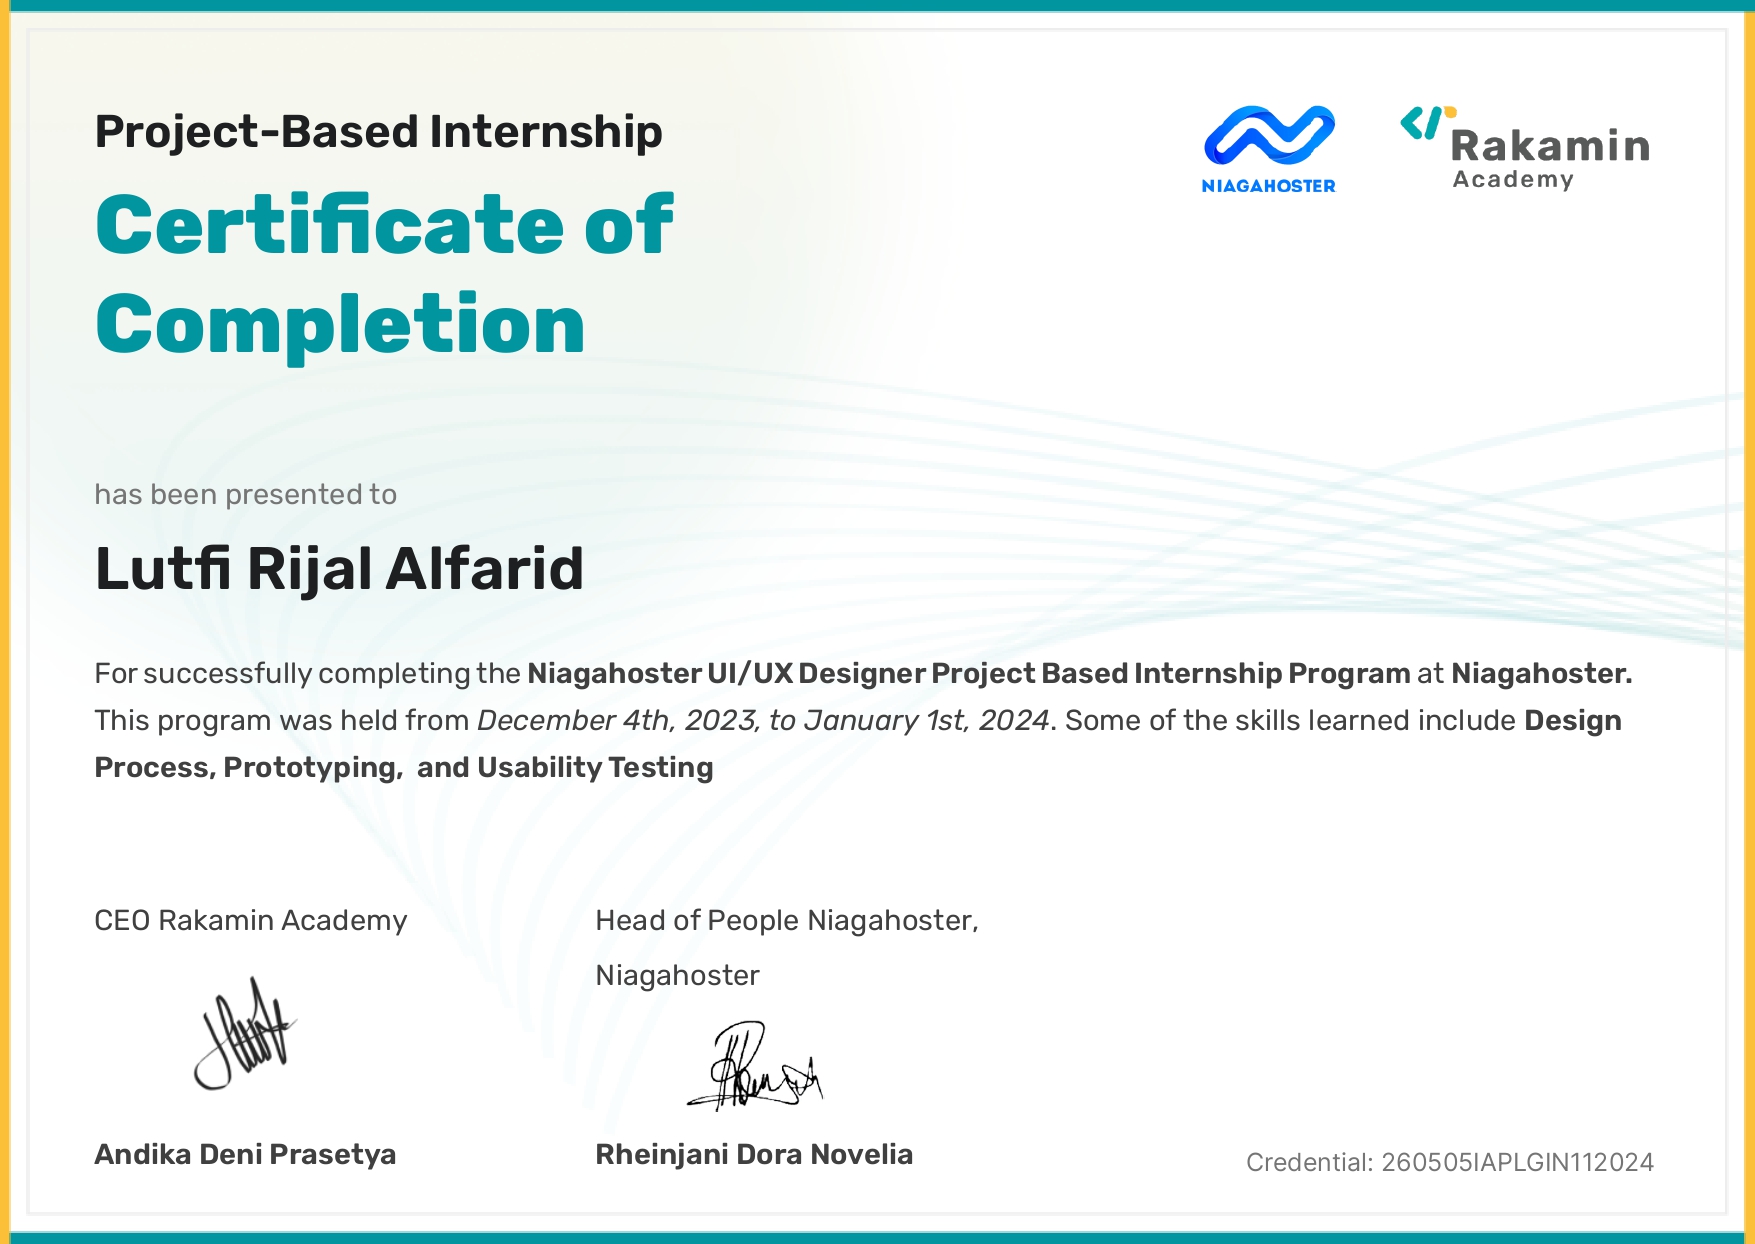 Project-Based Internship
Certificate of
Completion
NIAGAHOSTER
Rakamin
Academy
has been presented to
Lutfi Rijal Alfarid
For successfully completing the Niagahoster UI/UX Designer Project Based Internship Program at Niagahoster.
This program was held from December 4th, 2023, to January 1st, 2024. Some of the skills learned include Design
Process, Prototyping,  and Usability Testing
CEO Rakamin Academy
Head of People Niagahoster,
Niagahoster
Andika Deni Prasetya
Rheinjani Dora Novelia
Credential: 260505IAPLGIN112024